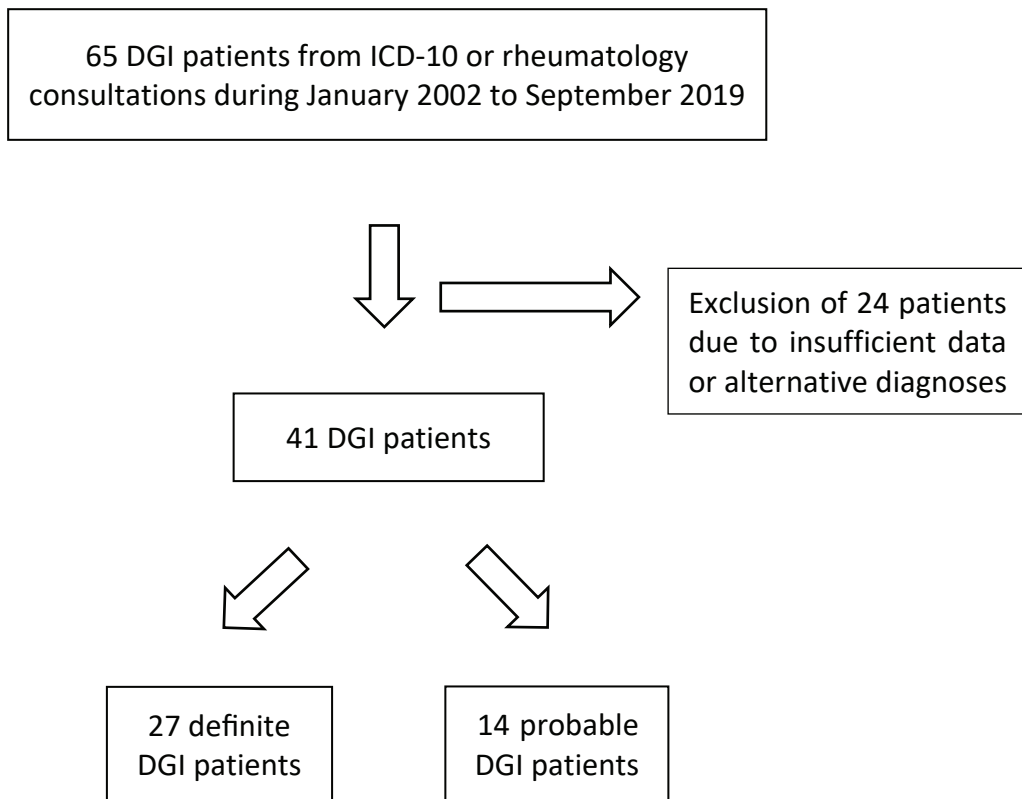 65 DGI patients from ICD-10 or rheumatology
consultations during January 2002 to September 2019
Exclusion of 24 patients
due to insufficient data
or alternative diagnoses
41 DGI patients
27 definite
DGI patients
14 probable
DGI patients